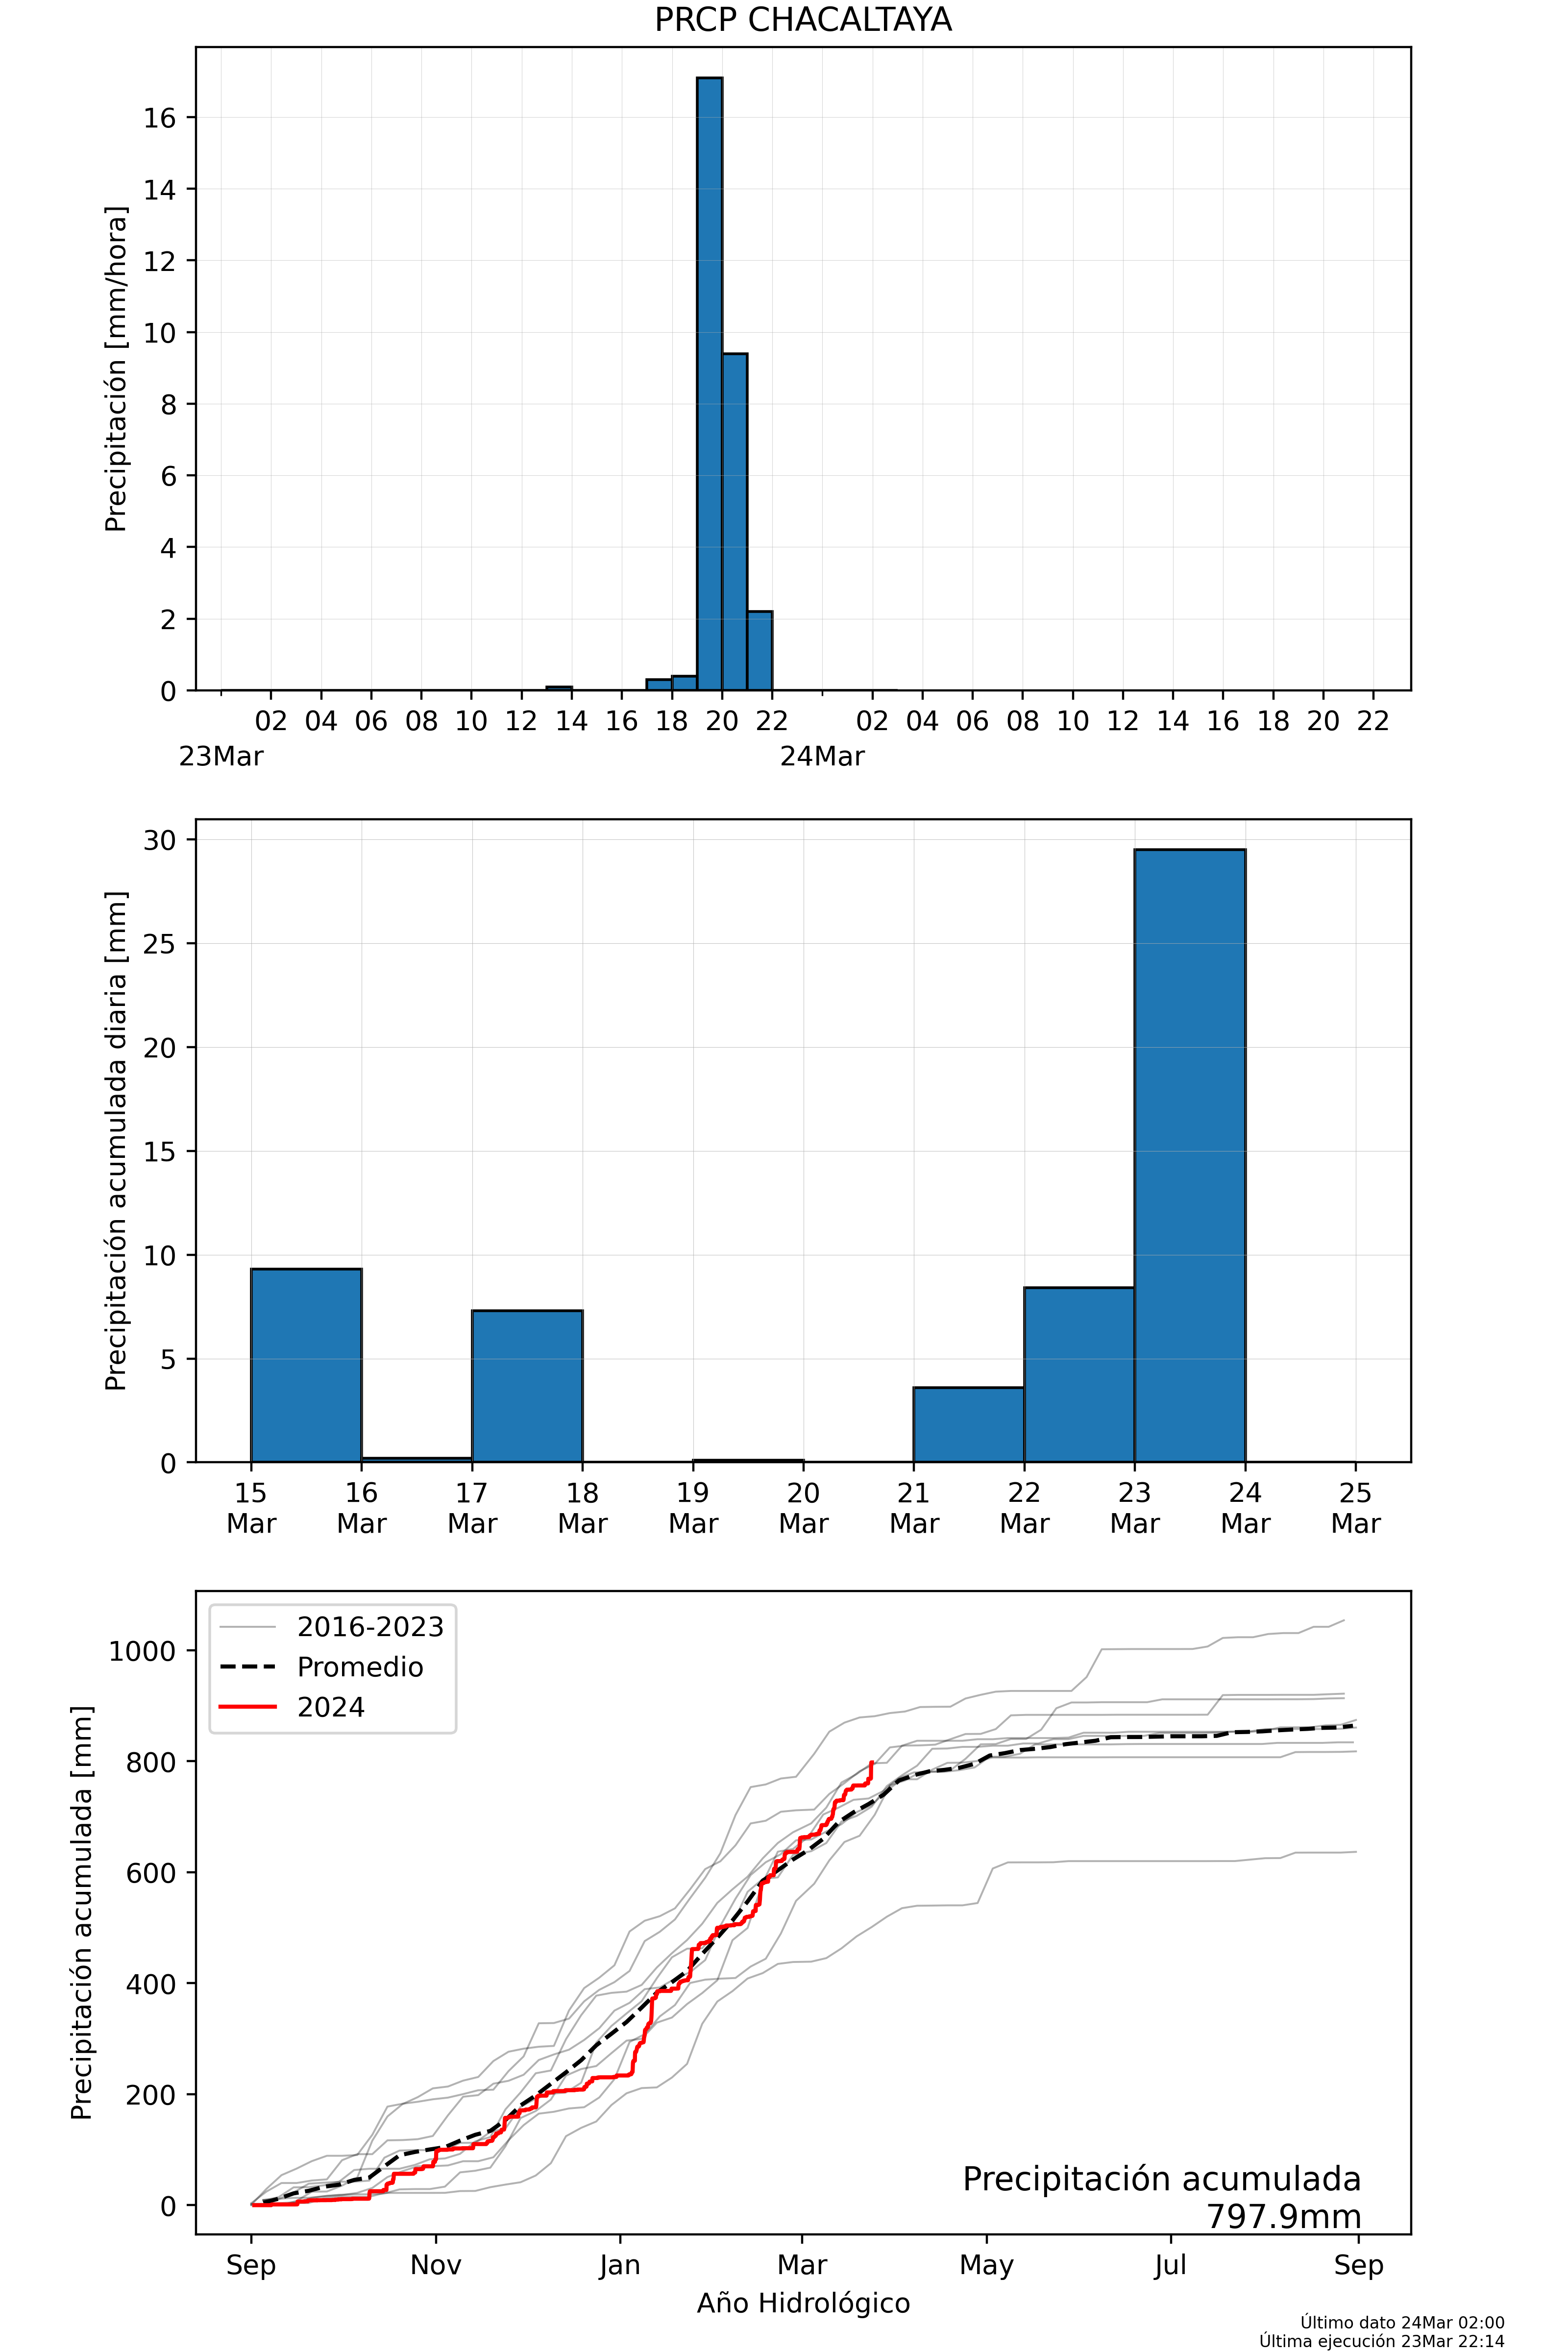 PRCP CHACALTAYA
Precipitación [mm/hora]
16
14
12
10
8
6
4
2
0
02 04 06 08 10 12 14 16 18 20 22 02 04 06 08 10 12 14 16 18 20 22
23Mar 24Mar
Precipitación acumulada diaria [mm]
30
25
20
15
10
5
0
15 16 17 18 19 20 21 22 23 24 25
Mar Mar Mar Mar Mar Mar Mar Mar Mar Mar Mar
Precipitación acumulada [mm]
1000
800
600
400
200
0
2016-2023
Promedio
2024
Precipitación acumulada
797.9mm
Sep Nov Jan Mar May Jul Sep
Año Hidrológico
Último dato 24Mar 02:00
Última ejecución 23Mar 22:14